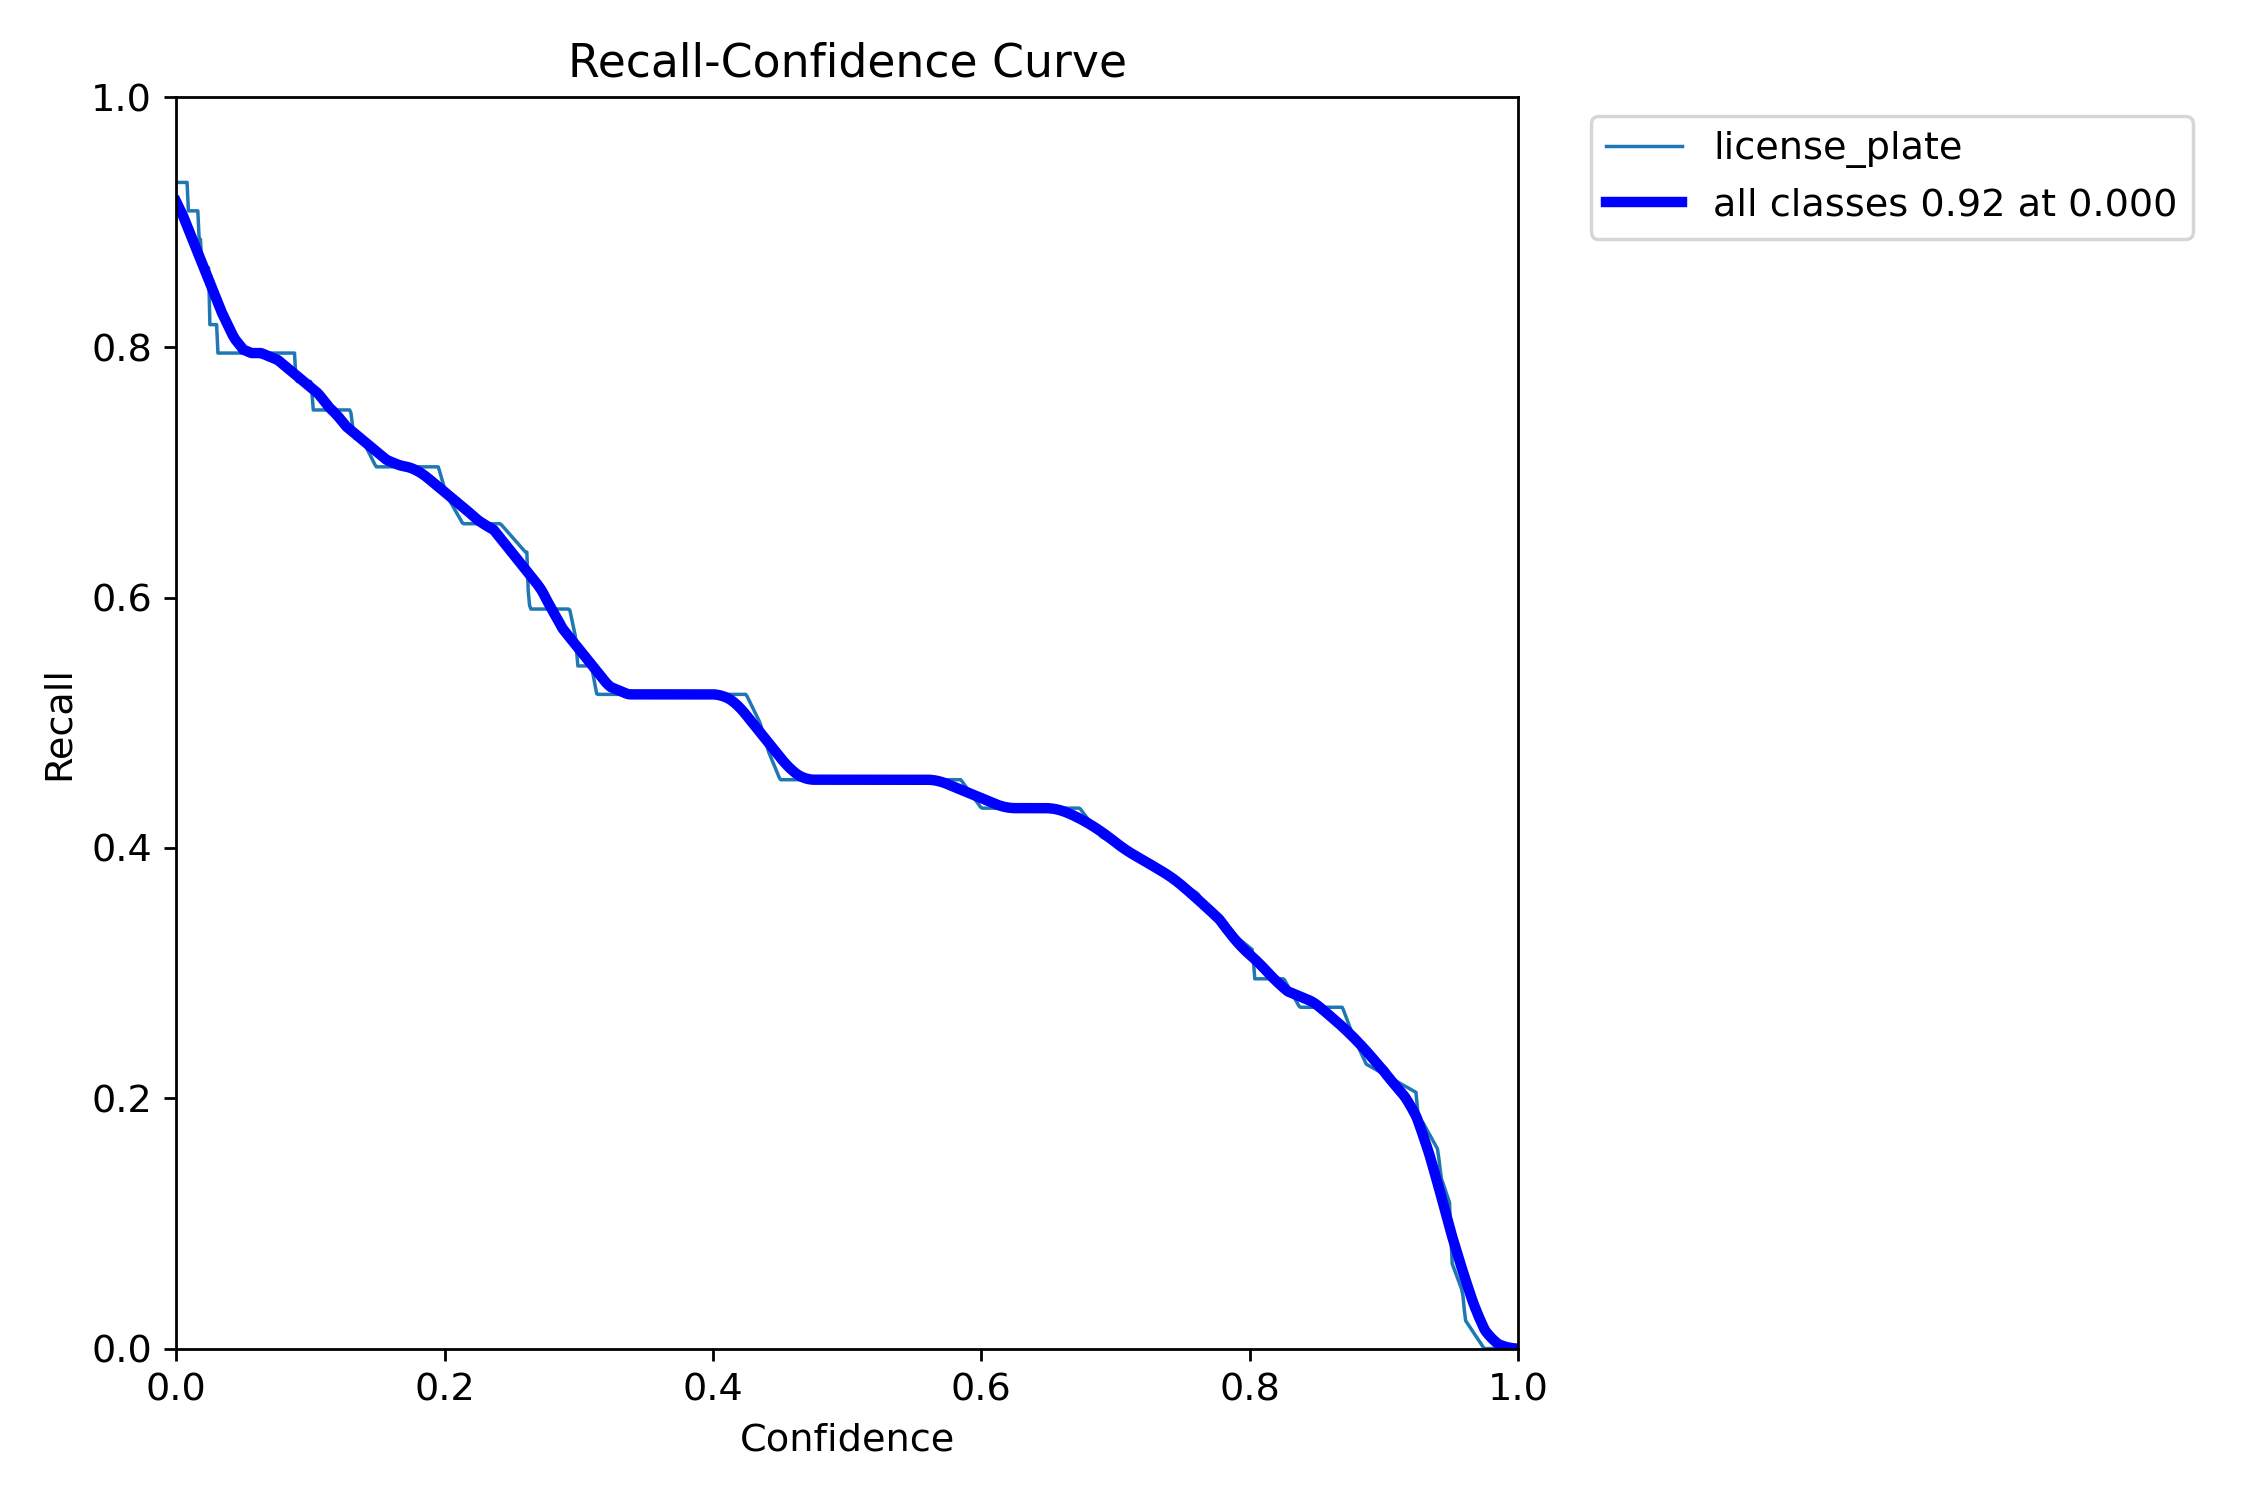 Recall-Confidence Curve
1.0
0.8
0.6
0.4
0.2
0.0
Recall
0.0 0.2 0.4 0.6 0.8 1.0
Confidence
license_plate
all classes 0.92 at 0.000